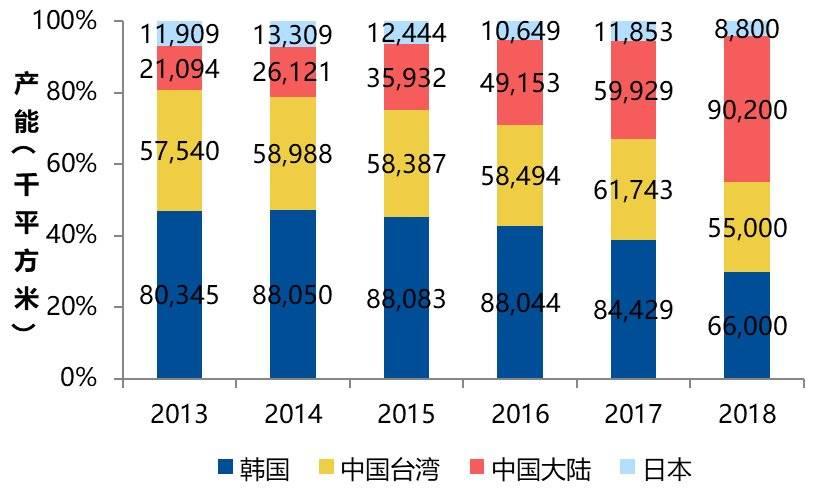 产能（千平方米）
100%
80%
60%
40%
20%
0%
11,909 13,309 12,444 10,649 11,853 8,800
21,094 26,121 35,932 49,153 59,929 90,200
57,540 58,988 58,387 58,494 61,743 55,000
80,345 88,050 88,083 88,044 84,429 66,000
2013 2014 2015 2016 2017 2018
韩国 中国台湾 中国大陆 日本